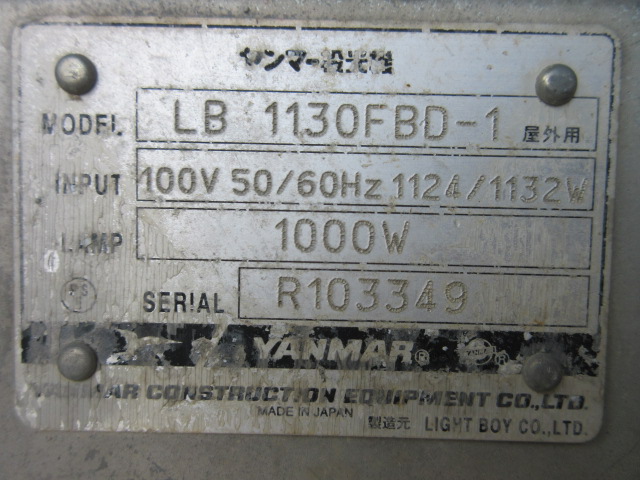 ヤンマー投光機
MODEL LB 1130FBD-1 屋外用
INPUT 100V 50/60Hz 1124/1132W
LAMP 1000W
PS
SERIAL R103349
YANMAR® YANMAR ®
YANMAR CONSTRUCTION EQUIPMENT CO.,LTD.
MADE IN JAPAN
製造元 LIGHT BOY CO.,LTD.